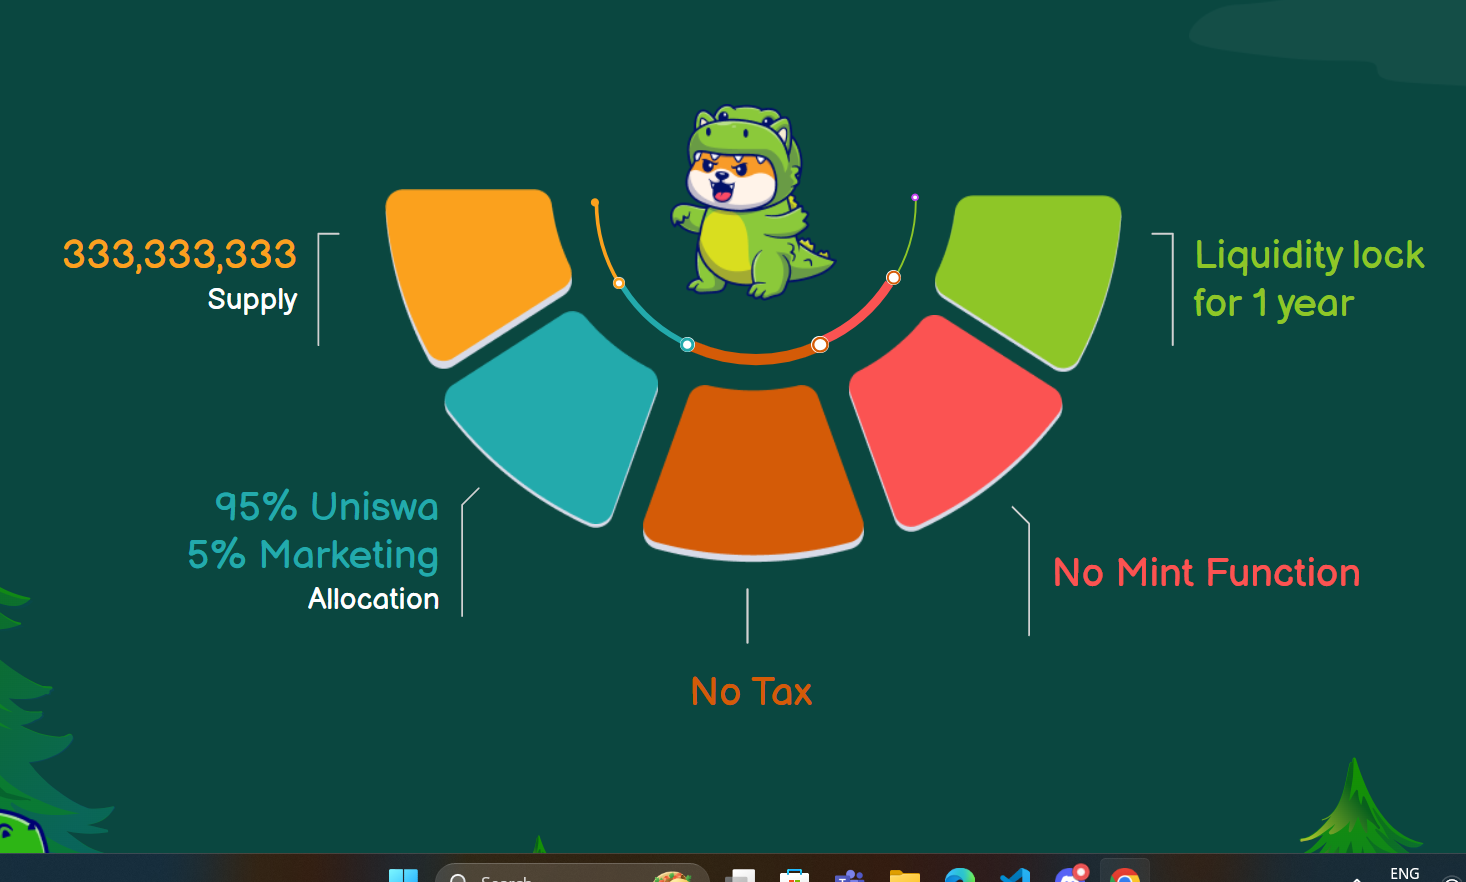 333,333,333
Supply
95% Uniswa
5% Marketing
Allocation
No Tax
No Mint Function
Liquidity lock
for 1 year
Search
ENG